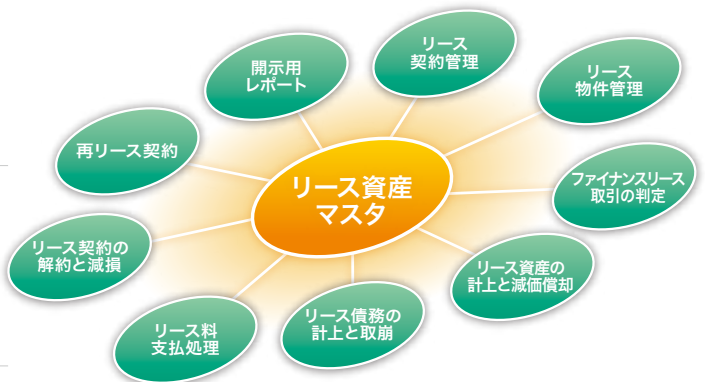 リース資産
マスタ
開示用
レポート
リース
契約管理
リース
物件管理
ファイナンスリース
取引の判定
リース資産の
計上と減価償却
リース債務の
計上と取崩
リース料
支払処理
リース契約の
解約と減損
再リース契約